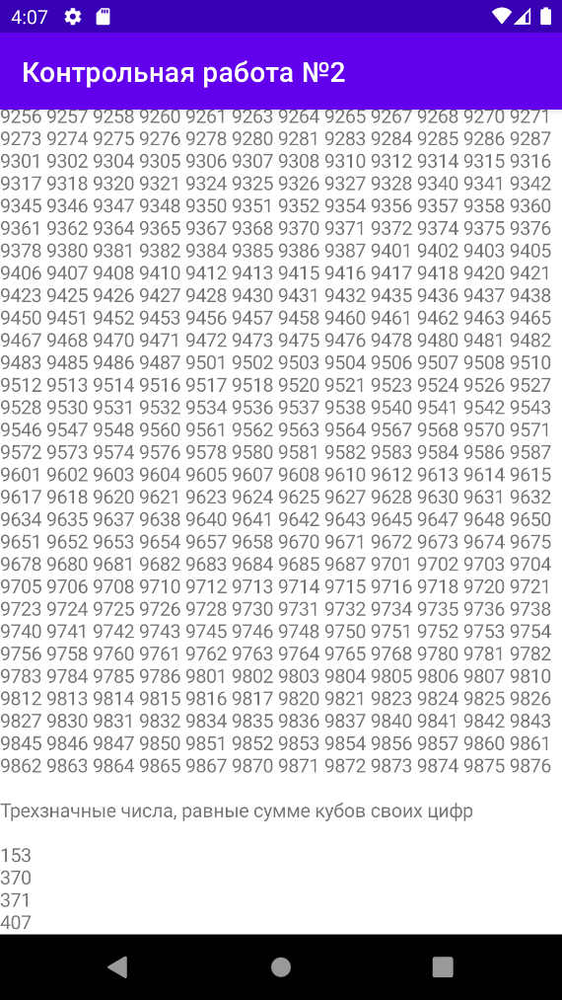 4:07
Контрольная работа №2
9256 9257 9258 9260 9261 9263 9264 9265 9267 9268 9270 9271
9273 9274 9275 9276 9278 9280 9281 9283 9284 9285 9286 9287
9301 9302 9304 9305 9306 9307 9308 9310 9312 9314 9315 9316
9317 9318 9320 9321 9324 9325 9326 9327 9328 9340 9341 9342
9345 9346 9347 9348 9350 9351 9352 9354 9356 9357 9358 9360
9361 9362 9364 9365 9367 9368 9370 9371 9372 9374 9375 9376
9378 9380 9381 9382 9384 9385 9386 9387 9401 9402 9403 9405
9406 9407 9408 9410 9412 9413 9415 9416 9417 9418 9420 9421
9423 9425 9426 9427 9428 9430 9431 9432 9435 9436 9437 9438
9450 9451 9452 9453 9456 9457 9458 9460 9461 9462 9463 9465
9467 9468 9470 9471 9472 9473 9475 9476 9478 9480 9481 9482
9483 9485 9486 9487 9501 9502 9503 9504 9506 9507 9508 9510
9512 9513 9514 9516 9517 9518 9520 9521 9523 9524 9526 9527
9528 9530 9531 9532 9534 9536 9537 9538 9540 9541 9542 9543
9546 9547 9548 9560 9561 9562 9563 9564 9567 9568 9570 9571
9572 9573 9574 9576 9578 9580 9581 9582 9583 9584 9586 9587
9601 9602 9603 9604 9605 9607 9608 9610 9612 9613 9614 9615
9617 9618 9620 9621 9623 9624 9625 9627 9628 9630 9631 9632
9634 9635 9637 9638 9640 9641 9642 9643 9645 9647 9648 9650
9651 9652 9653 9654 9657 9658 9670 9671 9672 9673 9674 9675
9678 9680 9681 9682 9683 9684 9685 9687 9701 9702 9703 9704
9705 9706 9708 9710 9712 9713 9714 9715 9716 9718 9720 9721
9723 9724 9725 9726 9728 9730 9731 9732 9734 9735 9736 9738
9740 9741 9742 9743 9745 9746 9748 9750 9751 9752 9753 9754
9756 9758 9760 9761 9762 9763 9764 9765 9768 9780 9781 9782
9783 9784 9785 9786 9801 9802 9803 9804 9805 9806 9807 9810
9812 9813 9814 9815 9816 9817 9820 9821 9823 9824 9825 9826
9827 9830 9831 9832 9834 9835 9836 9837 9840 9841 9842 9843
9845 9846 9847 9850 9851 9852 9853 9854 9856 9857 9860 9861
9862 9863 9864 9865 9867 9870 9871 9872 9873 9874 9875 9876
Трехзначные числа, равные сумме кубов своих цифр
153
370
371
407